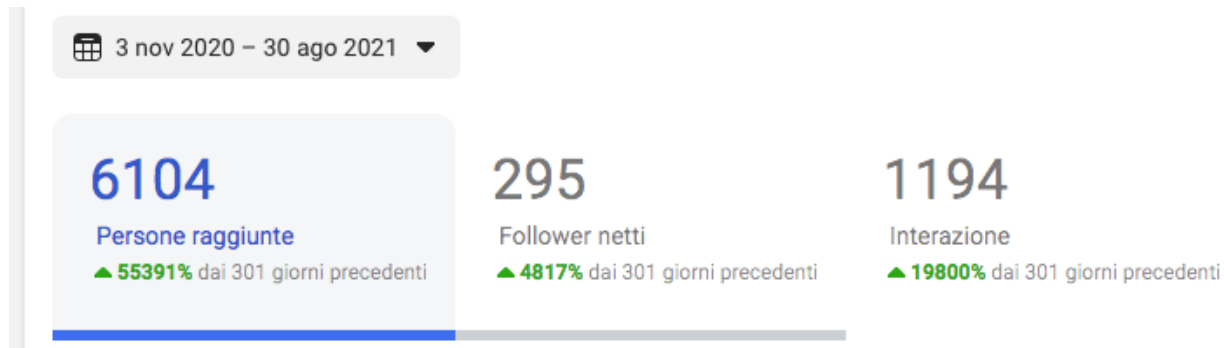 3 nov 2020 – 30 ago 2021
6104
Persone raggiunte
55391% dai 301 giorni precedenti
295
Follower netti
4817% dai 301 giorni precedenti
1194
Interazione
19800% dai 301 giorni precedenti